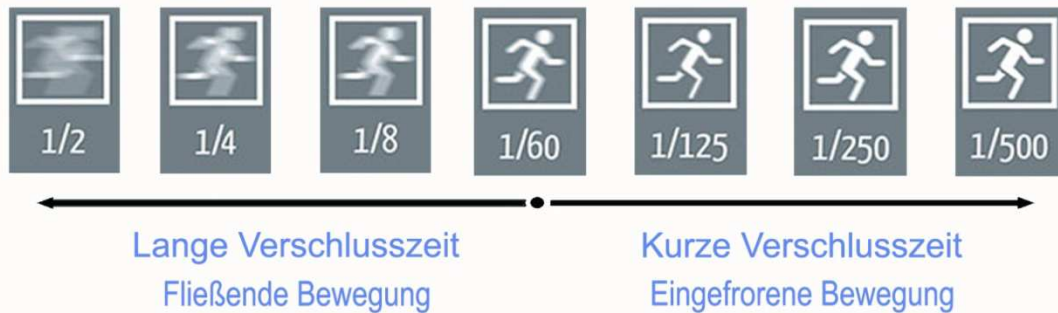 1/2 1/4 1/8 1/60 1/125 1/250 1/500
Lange Verschlusszeit Kurze Verschlusszeit
Fließende Bewegung Eingefrorene Bewegung